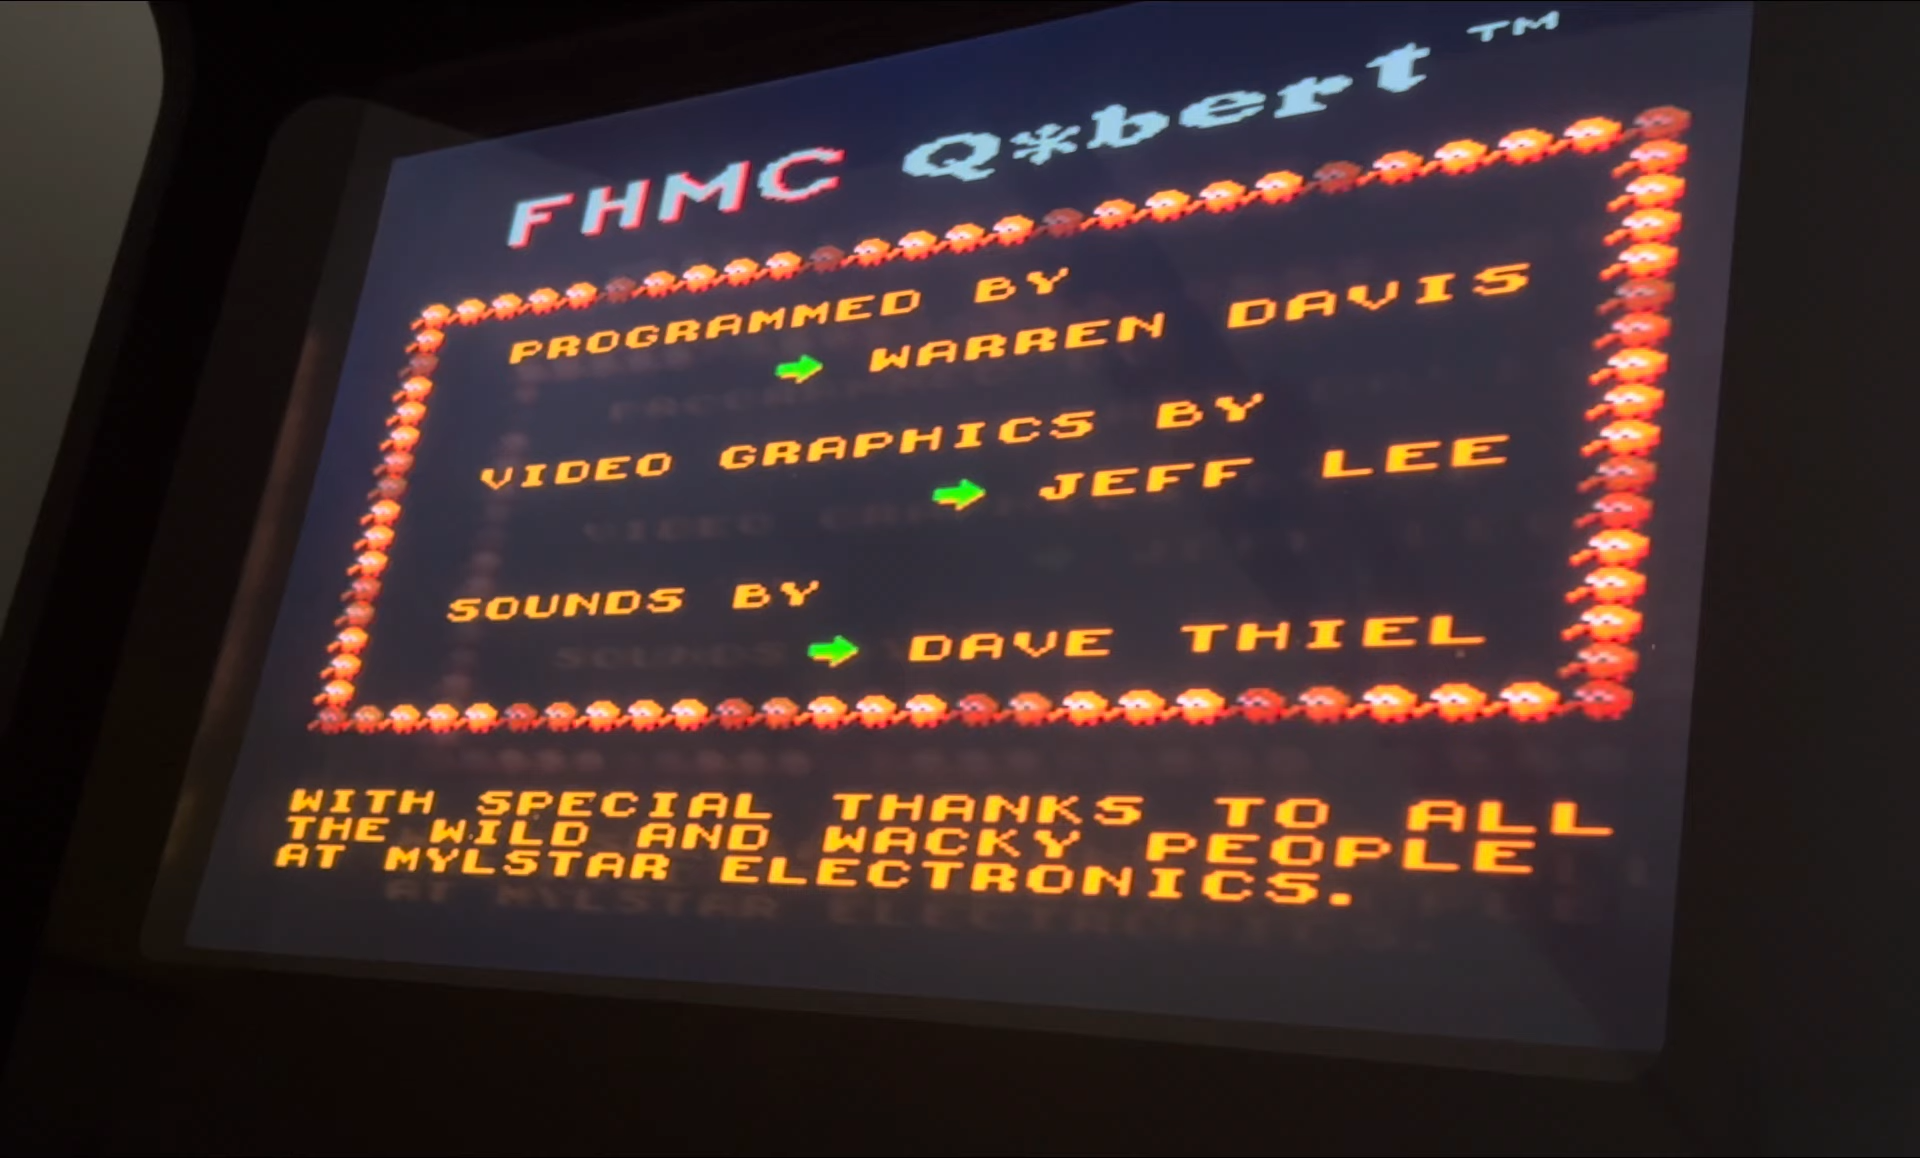 FHMC Q*bert™
PROGRAMMED BY
WARREN DAVIS
VIDEO GRAPHICS BY
JEFF LEE
SOUNDS BY
DAVE THIEL
WITH SPECIAL THANKS TO ALL
THE WILD AND WACKY PEOPLE
AT MYLSTAR ELECTRONICS.